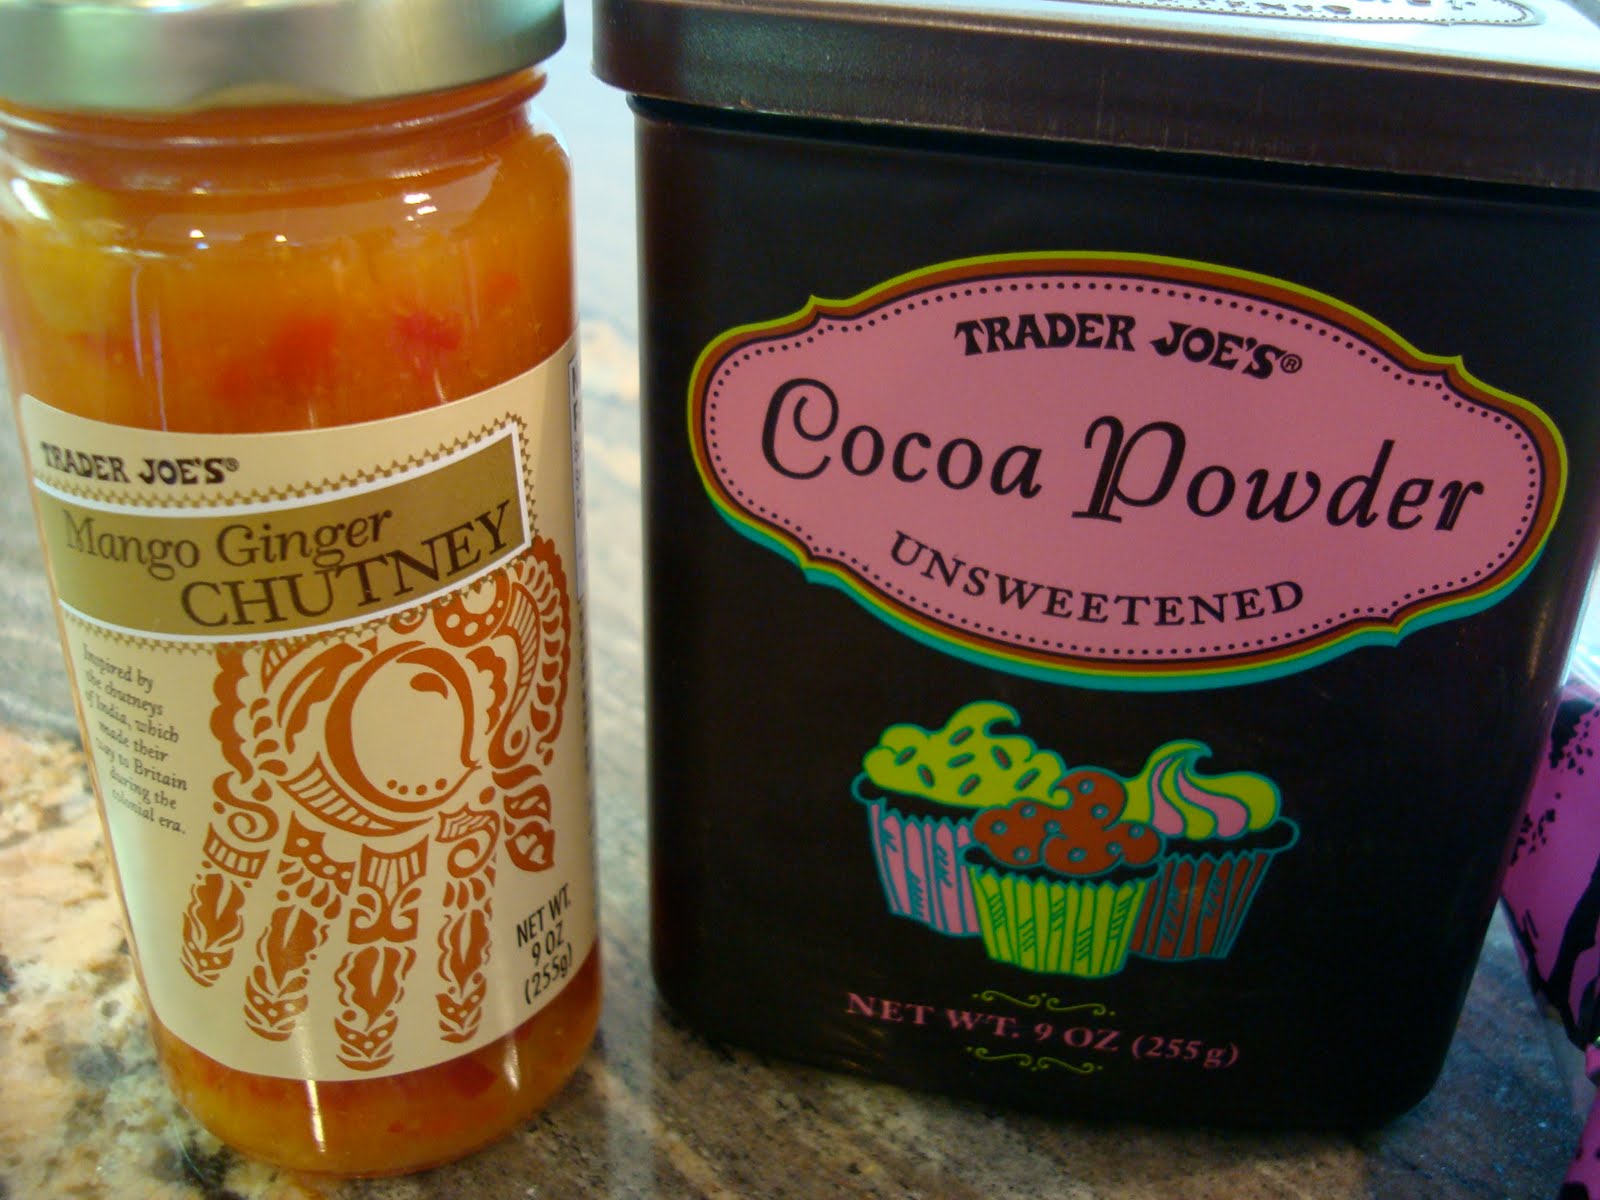 TRADER JOE'S®
Mango Ginger
CHUTNEY
Inspired by
the chutneys
of India, which
made their
way to Britain
during the
colonial era.
NET WT.
9 OZ
(255g)
TRADER JOE'S®
Cocoa Powder
UNSWEETENED
NET WT. 9 OZ (255g)